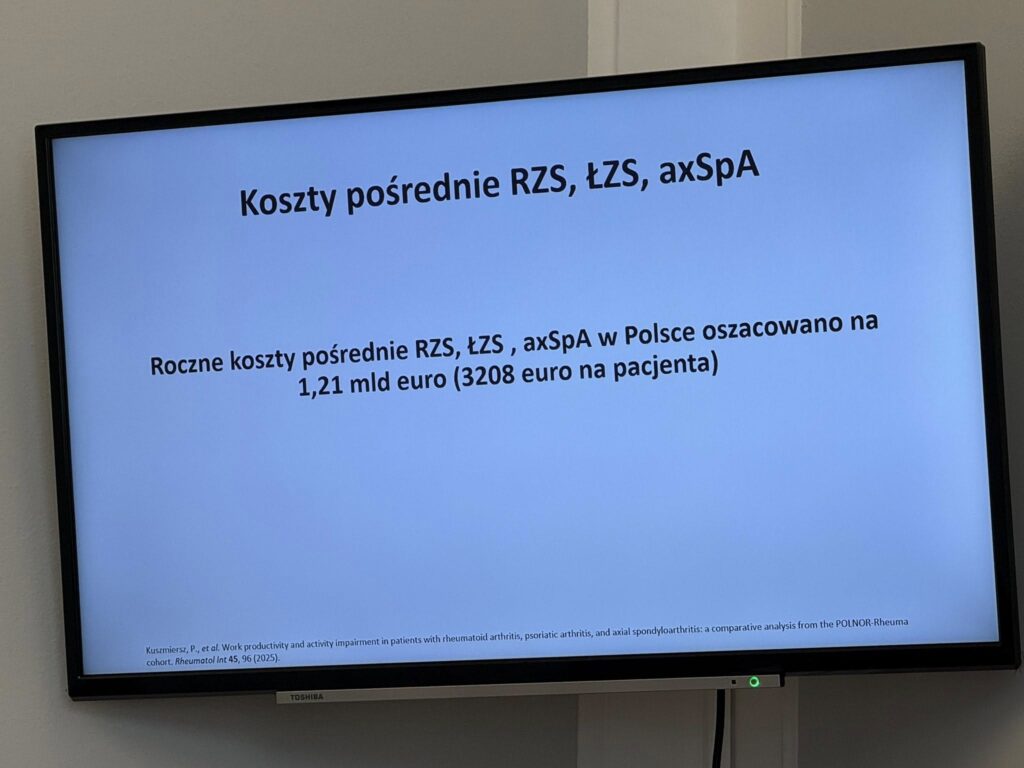 Koszty pośrednie RZS, ŁZS, axSpA
Roczne koszty pośrednie RZS, ŁZS , axSpA w Polsce oszacowano na
1,21 mld euro (3208 euro na pacjenta)
Kuszmiersz, P., et al. Work productivity and activity impairment in patients with rheumatoid arthritis, psoriatic arthritis, and axial spondyloarthritis: a comparative analysis from the POLNOR-Rheuma
cohort. Rheumatol Int 45, 96 (2025).
TOSHIBA